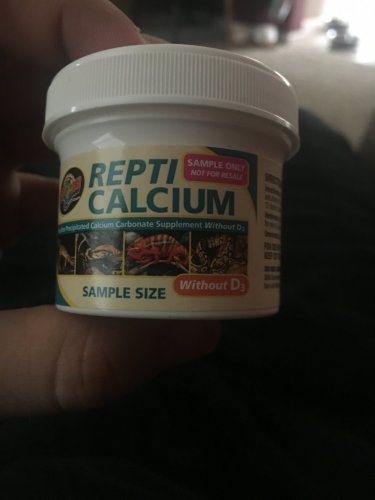 REPTI
CALCIUM
SAMPLE ONLY
NOT FOR RESALE
Precipitated Calcium Carbonate Supplement Without D3
SAMPLE SIZE
Without D3